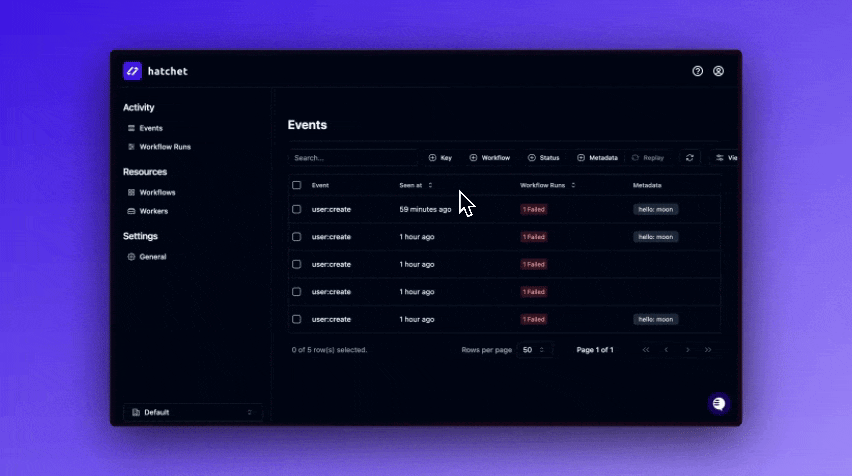 hatchet
Activity
Events
Workflow Runs
Resources
Workflows
Workers
Settings
General
Default
Events
Search... Key Workflow Status Metadata Replay Vie
Event Seen at Workflow Runs Metadata
user:create 59 minutes ago 1 Failed hello: moon
user:create 1 hour ago 1 Failed hello: moon
user:create 1 hour ago 1 Failed
user:create 1 hour ago 1 Failed
user:create 1 hour ago 1 Failed hello: moon
0 of 5 row(s) selected. Rows per page 50 Page 1 of 1